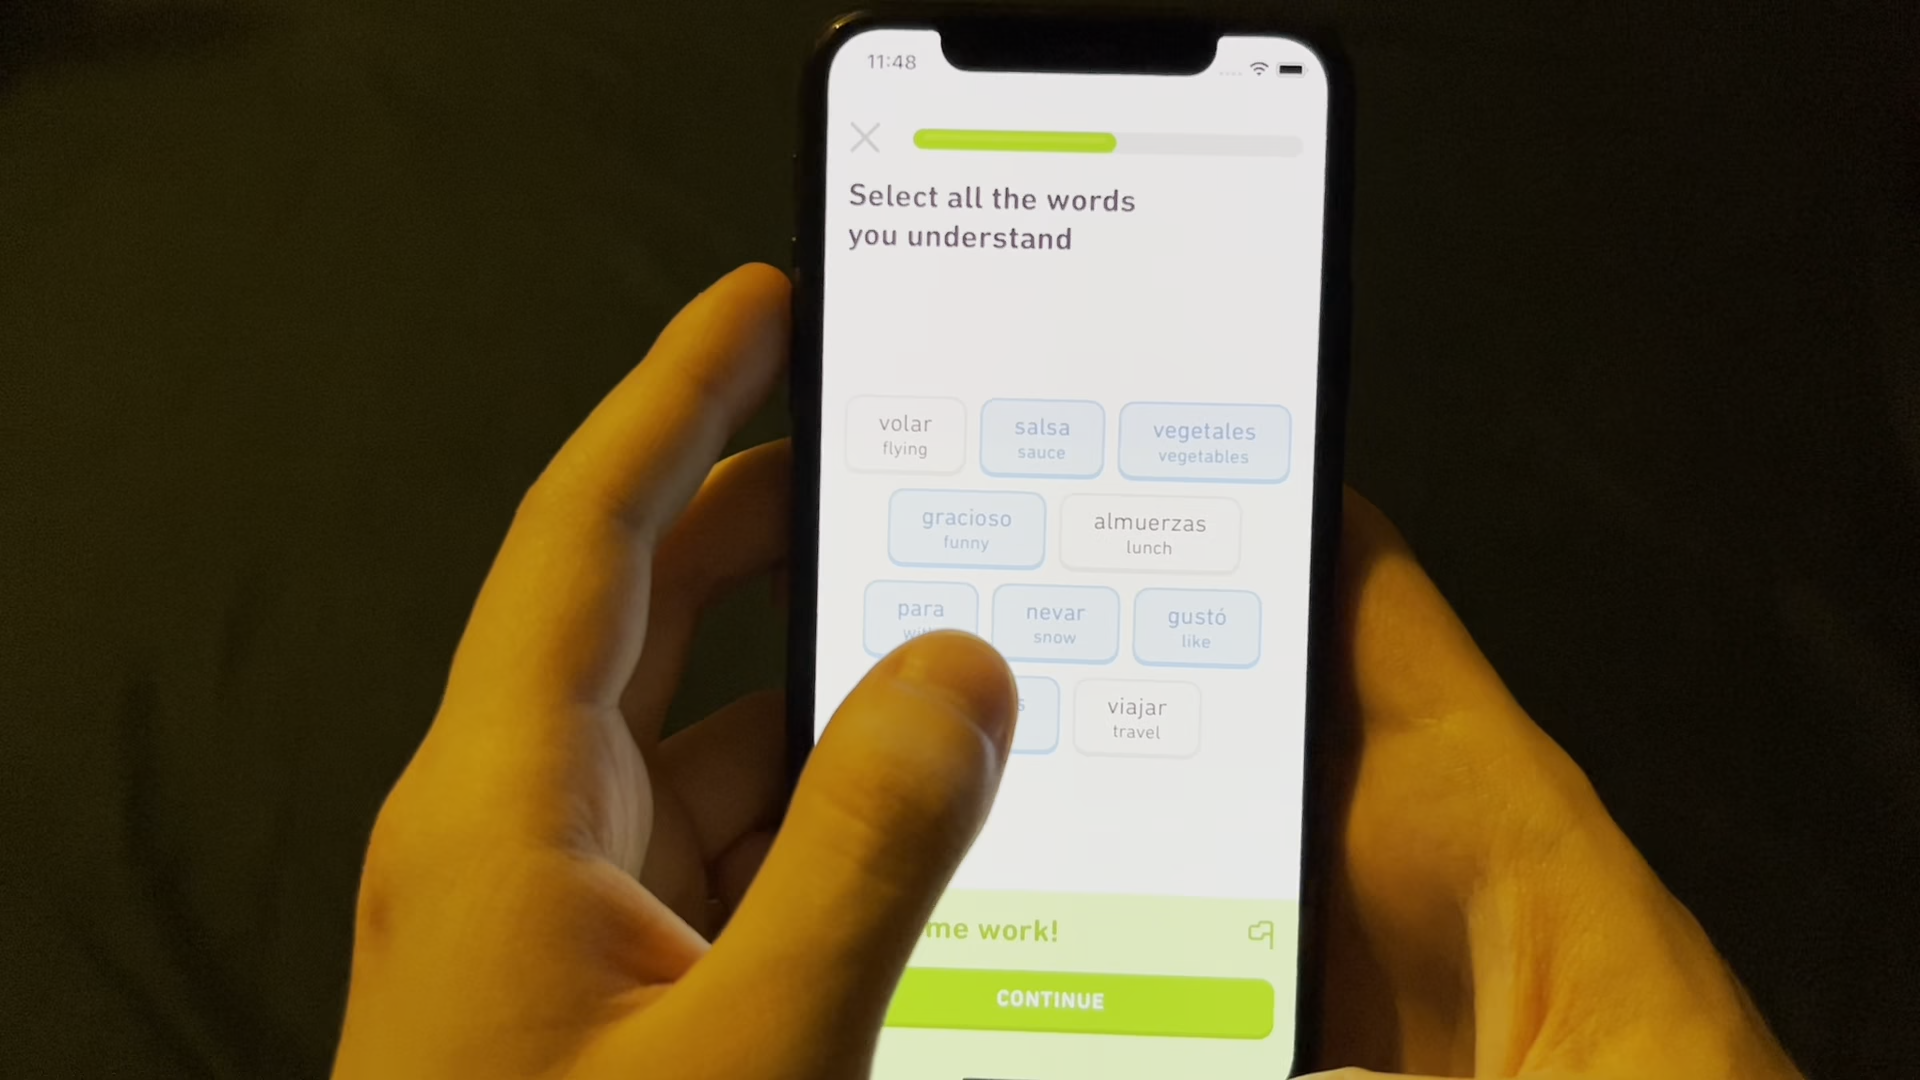 11:48
Select all the words
you understand
volar
flying
salsa
sauce
vegetales
vegetables
gracioso
funny
almuerzas
lunch
para
nevar
snow
gustó
like
viajar
travel
work!
CONTINUE